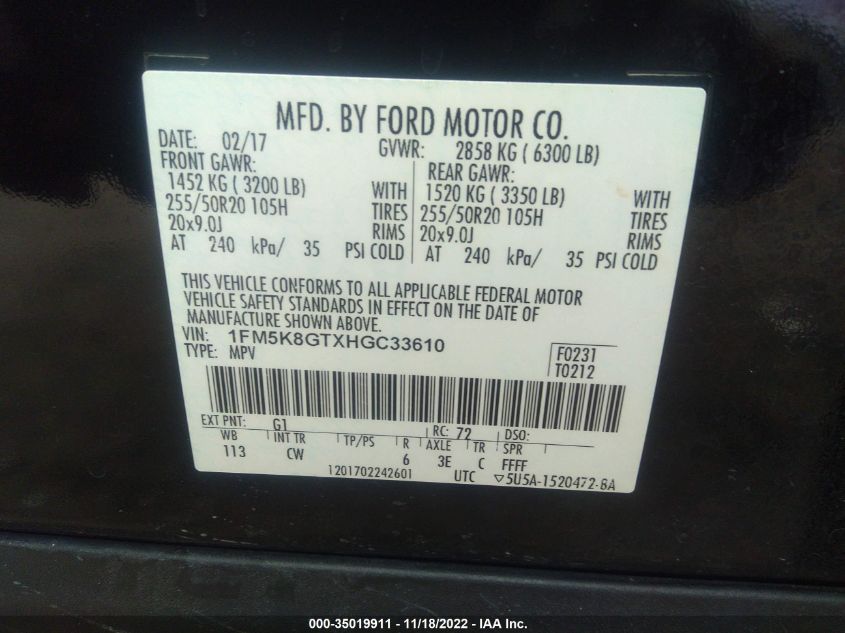 MFD. BY FORD MOTOR CO.
DATE: 02/17 GVWR: 2858 KG ( 6300 LB)
FRONT GAWR: REAR GAWR:
1452 KG ( 3200 LB) WITH 1520 KG ( 3350 LB) WITH
255/50R20 105H TIRES 255/50R20 105H TIRES
20x9.0J RIMS 20x9.0J RIMS
AT 240 kPa/ 35 PSI COLD AT 240 kPa/ 35 PSI COLD
THIS VEHICLE CONFORMS TO ALL APPLICABLE FEDERAL MOTOR
VEHICLE SAFETY STANDARDS IN EFFECT ON THE DATE OF
MANUFACTURE SHOWN ABOVE.
VIN: 1FM5K8GTXHGC33610
TYPE: MPV F0231
T0212
EXT PNT: G1 RC: 72 DSO:
WB INT TR TP/PS R AXLE TR SPR
113 CW 6 3E C FFFF
1201702242601 UTC ▽5U5A-1520472-BA
000-35019911 - 11/18/2022 - IAA Inc.